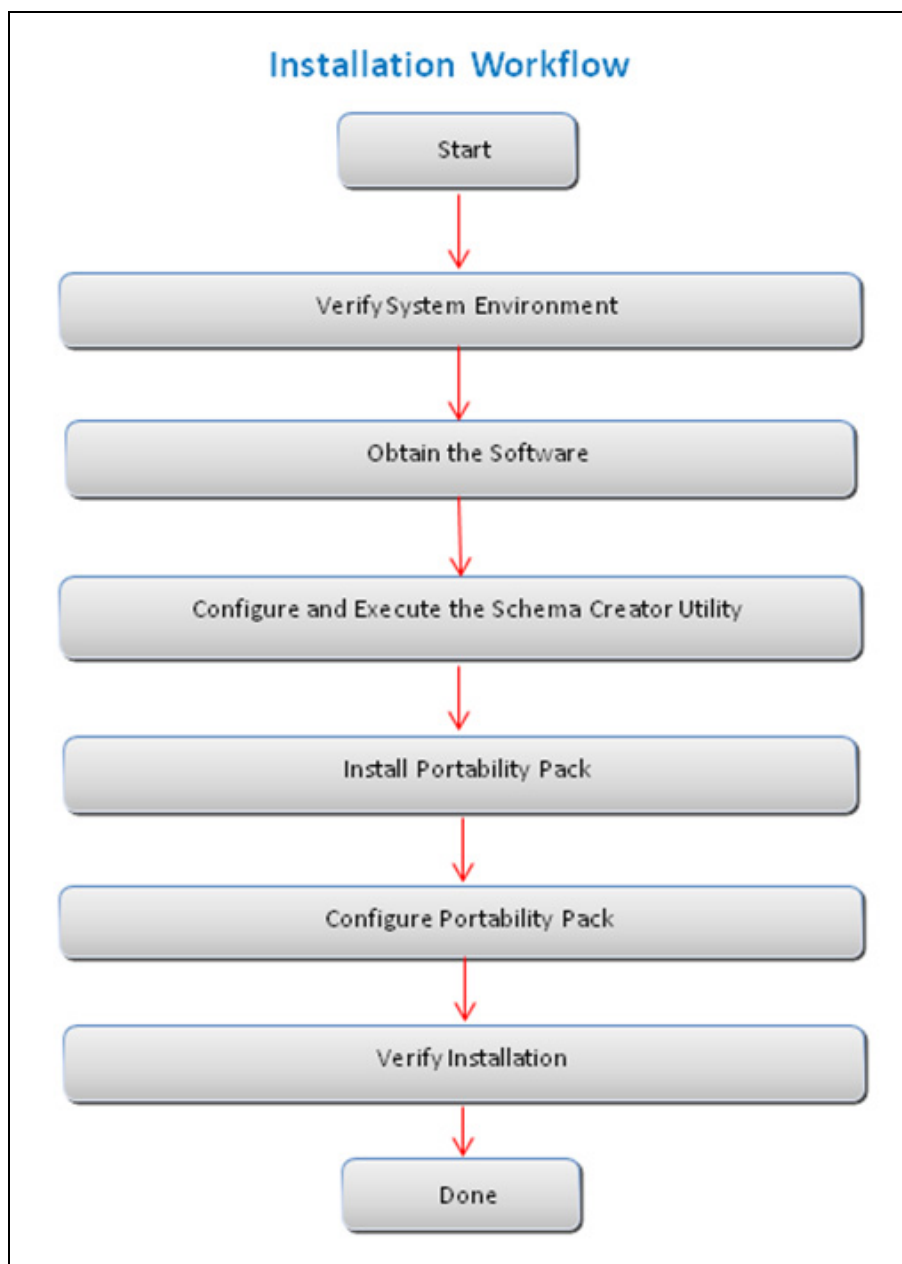 Installation Workflow
Start
Verify System Environment
Obtain the Software
Configure and Execute the Schema Creator Utility
Install Portability Pack
Configure Portability Pack
Verify Installation
Done